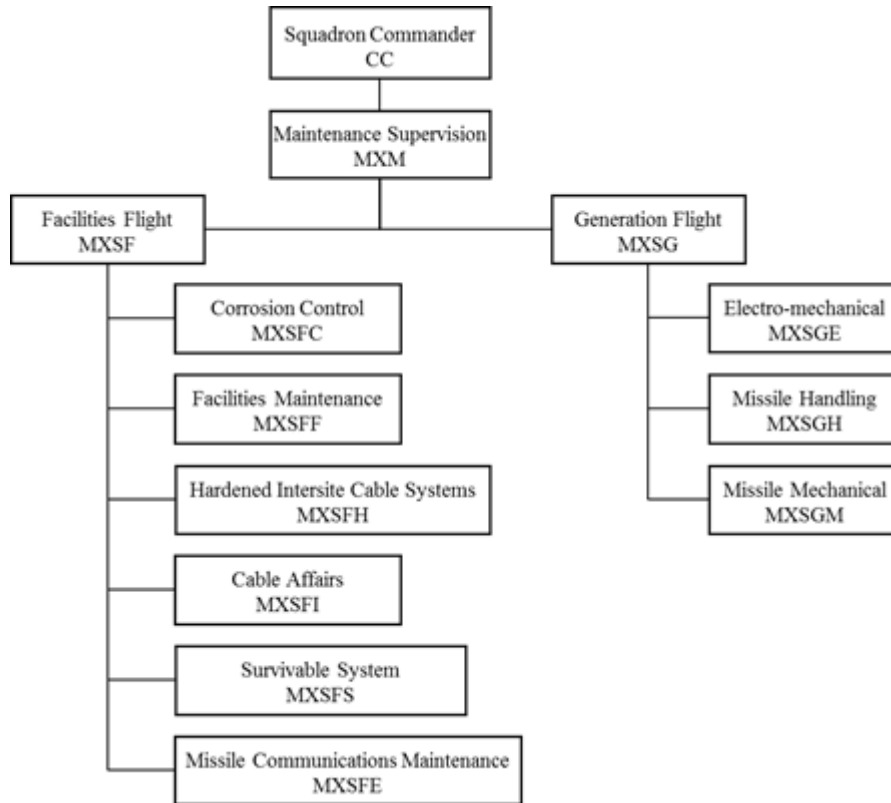 Squadron Commander
CC
Maintenance Supervision
MXM
Facilities Flight
MXSF
Generation Flight
MXSG
Corrosion Control
MXSFC
Facilities Maintenance
MXSFF
Hardened Intersite Cable Systems
MXSFH
Cable Affairs
MXSFI
Survivable System
MXSFS
Missile Communications Maintenance
MXSFE
Electro-mechanical
MXSGE
Missile Handling
MXSGH
Missile Mechanical
MXSGM